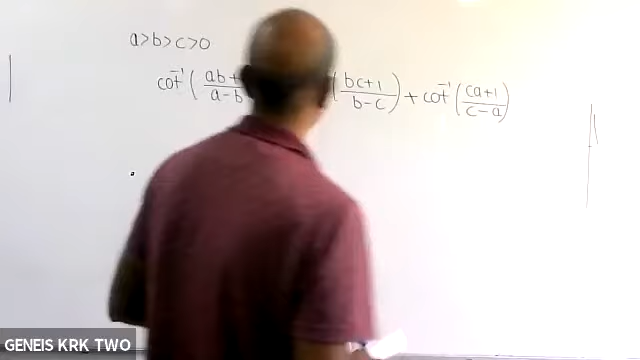 a>b>c>0
cot⁻¹(ab+ / a-b (bc+1 / b-c) + cot⁻¹(ca+1 / c-a)
GENEIS KRK TWO